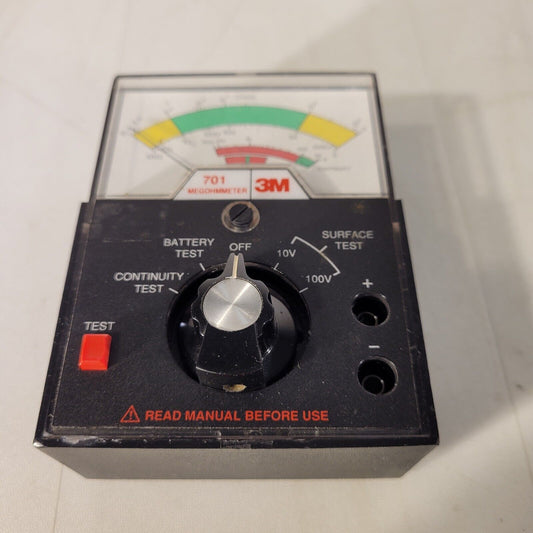 701
MEGOHMMETER
3M
BATTERY
TEST
OFF
10V
SURFACE
TEST
CONTINUITY
TEST
100V
+
TEST
−
READ MANUAL BEFORE USE